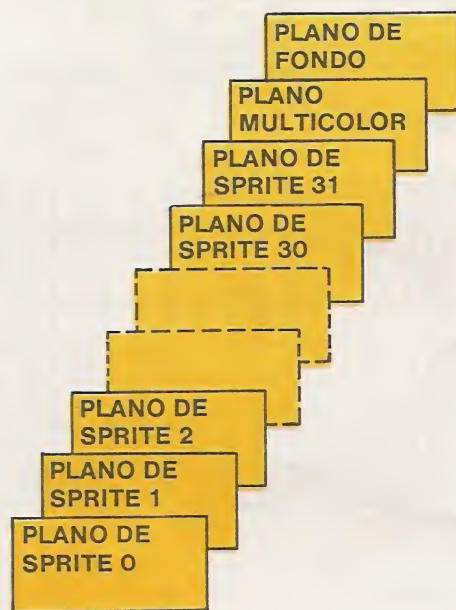 PLANO DE
FONDO
PLANO
MULTICOLOR
PLANO DE
SPRITE 31
PLANO DE
SPRITE 30
PLANO DE
SPRITE 2
PLANO DE
SPRITE 1
PLANO DE
SPRITE 0